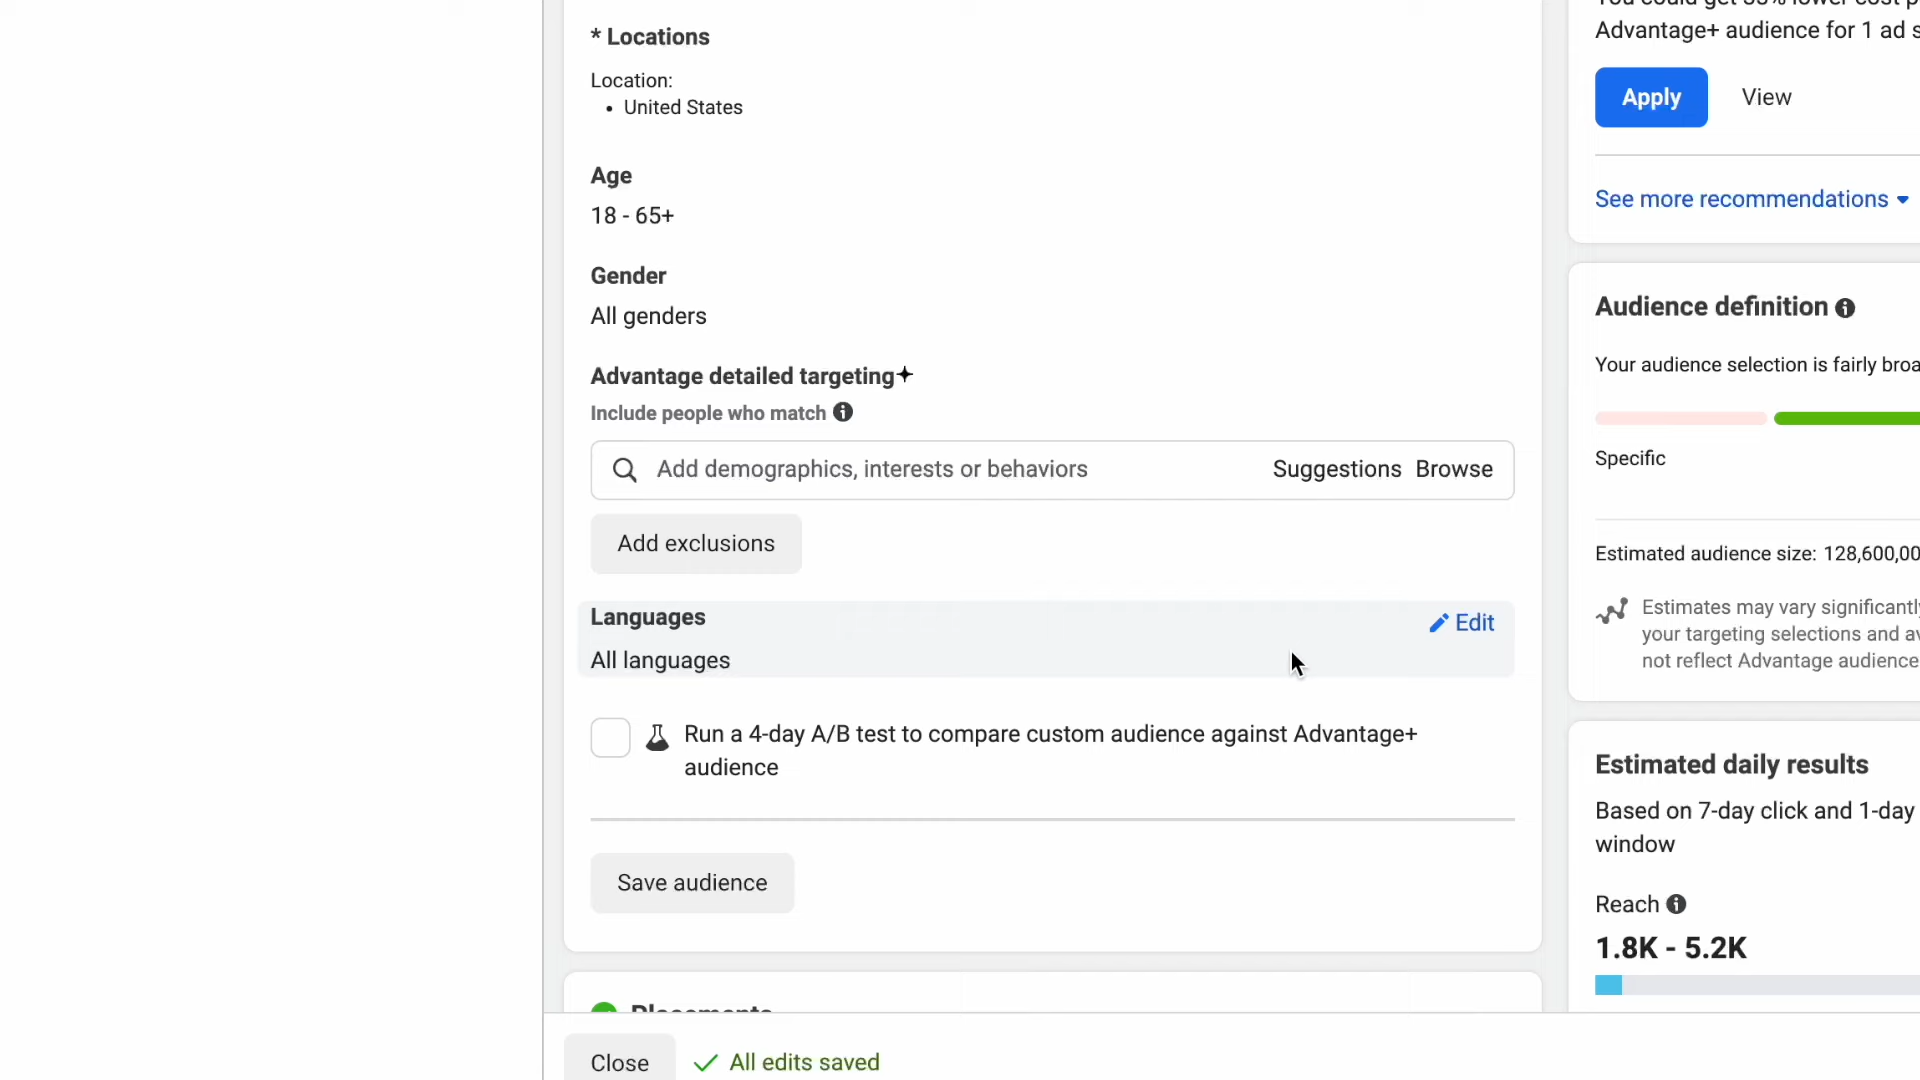 * Locations
Location:
• United States
Age
18 - 65+
Gender
All genders
Advantage detailed targeting
Include people who match
Add demographics, interests or behaviors Suggestions Browse
Add exclusions
Languages Edit
All languages
Run a 4-day A/B test to compare custom audience against Advantage+
audience
Save audience
Placements
Close All edits saved
Advantage+ audience for 1 ad
Apply View
See more recommendations
Audience definition
Your audience selection is fairly
Specific
Estimated audience size: 128,600,00
Estimates may vary significantly
your targeting selections and
not reflect Advantage audience
Estimated daily results
Based on 7-day click and 1-day
window
Reach
1.8K - 5.2K